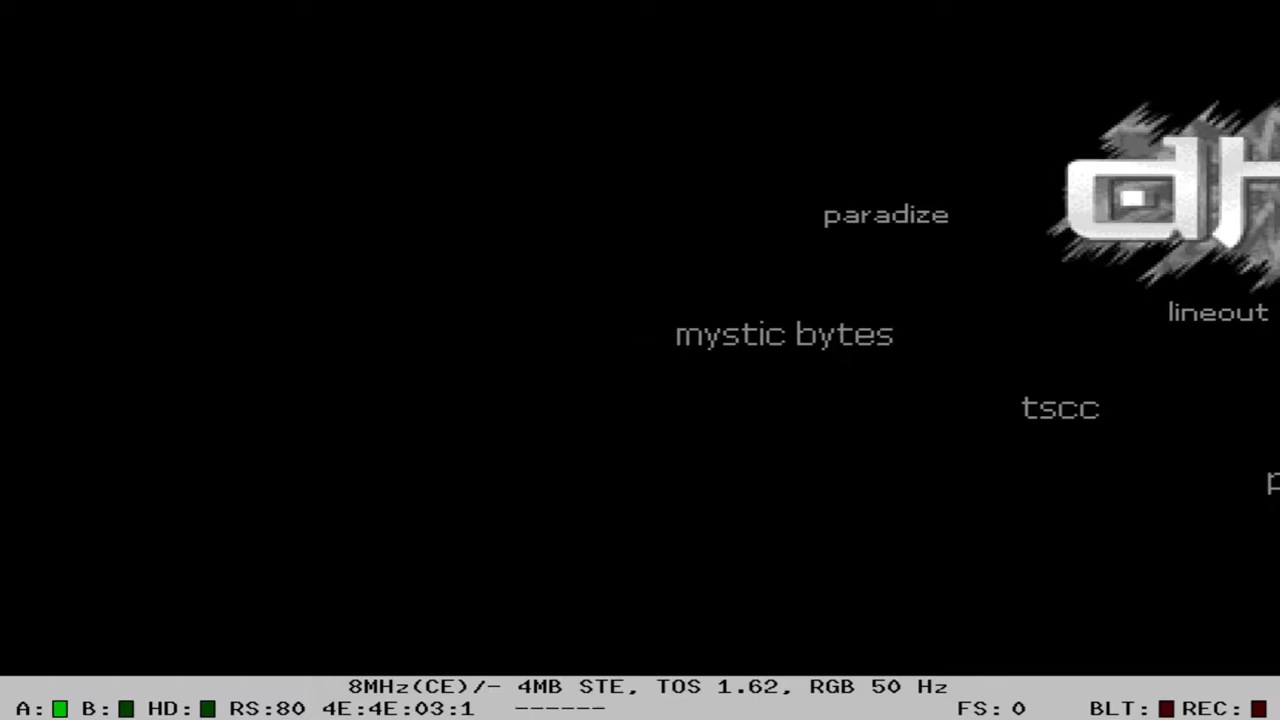 paradize
lineout
mystic bytes
tscc
8MHz(CE)/- 4MB STE, TOS 1.62, RGB 50 Hz
A: B: HD: RS:80 4E:4E:03:1 ------ FS: 0 BLT: REC: